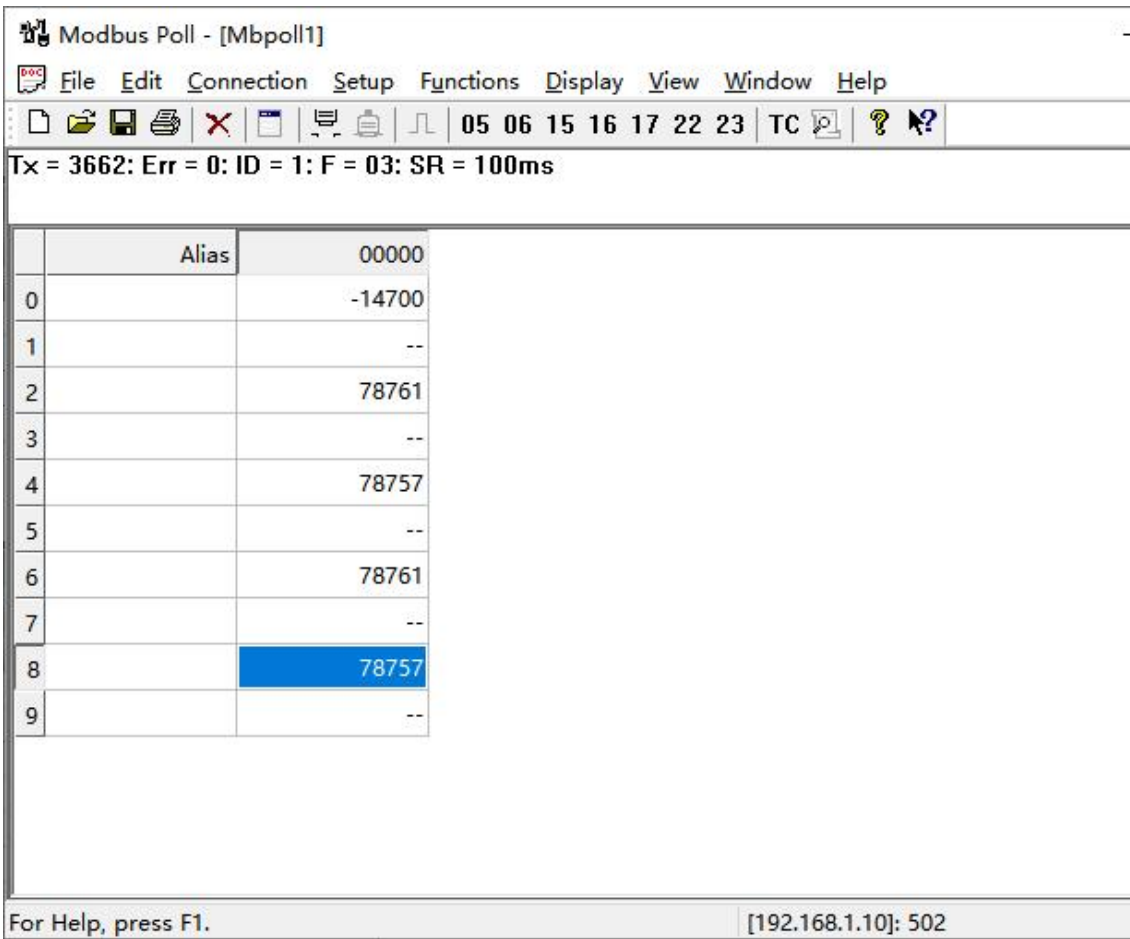 Modbus Poll - [Mbpoll1]
DOC File Edit Connection Setup Functions Display View Window Help
05 06 15 16 17 22 23 TC ? ?
Tx = 3662: Err = 0: ID = 1: F = 03: SR = 100ms
Alias 00000
0 -14700
1 --
2 78761
3 --
4 78757
5 --
6 78761
7 --
8 78757
9 --
For Help, press F1. [192.168.1.10]: 502